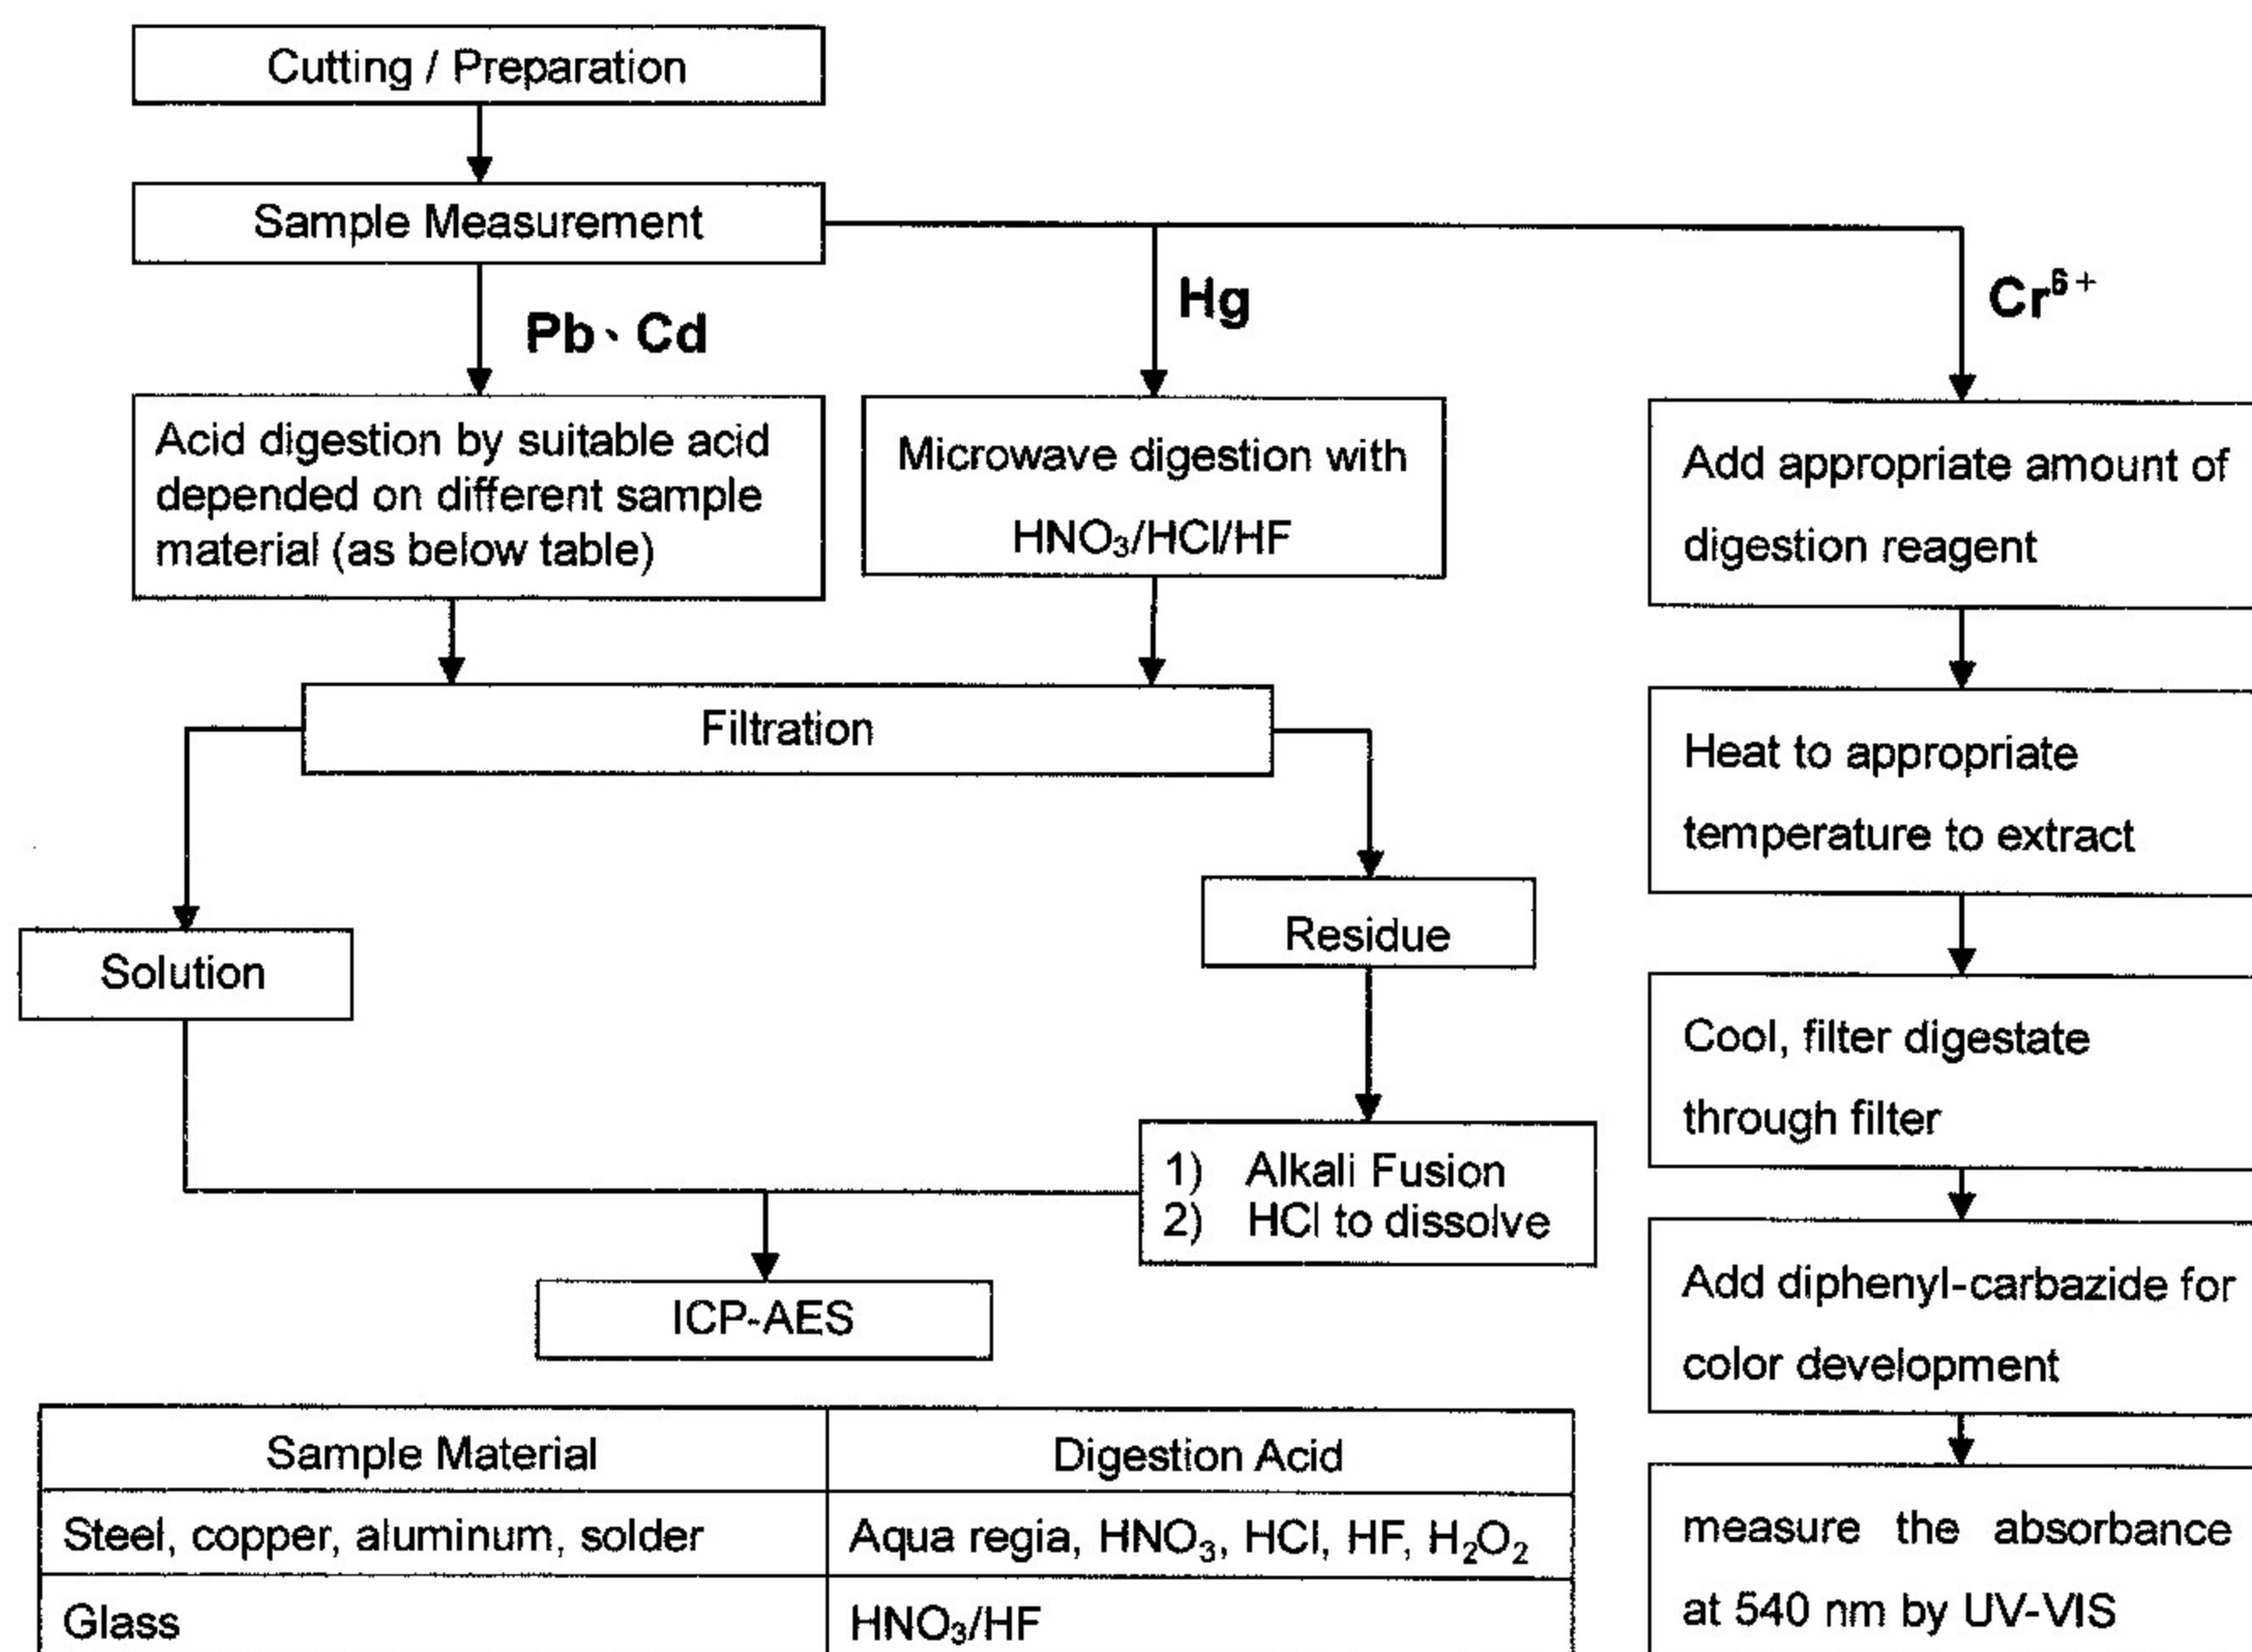 Cutting / Preparation
Sample Measurement
Pb、Cd
Hg
Cr⁶⁺
Acid digestion by suitable acid
depended on different sample
material (as below table)
Microwave digestion with
HNO₃/HCl/HF
Add appropriate amount of
digestion reagent
Filtration
Heat to appropriate
temperature to extract
Solution
Residue
Cool, filter digestate
through filter
1) Alkali Fusion
2) HCl to dissolve
ICP-AES
Add diphenyl-carbazide for
color development
Sample Material Digestion Acid
Steel, copper, aluminum, solder Aqua regia, HNO₃, HCl, HF, H₂O₂
Glass HNO₃/HF
measure the absorbance
at 540 nm by UV-VIS